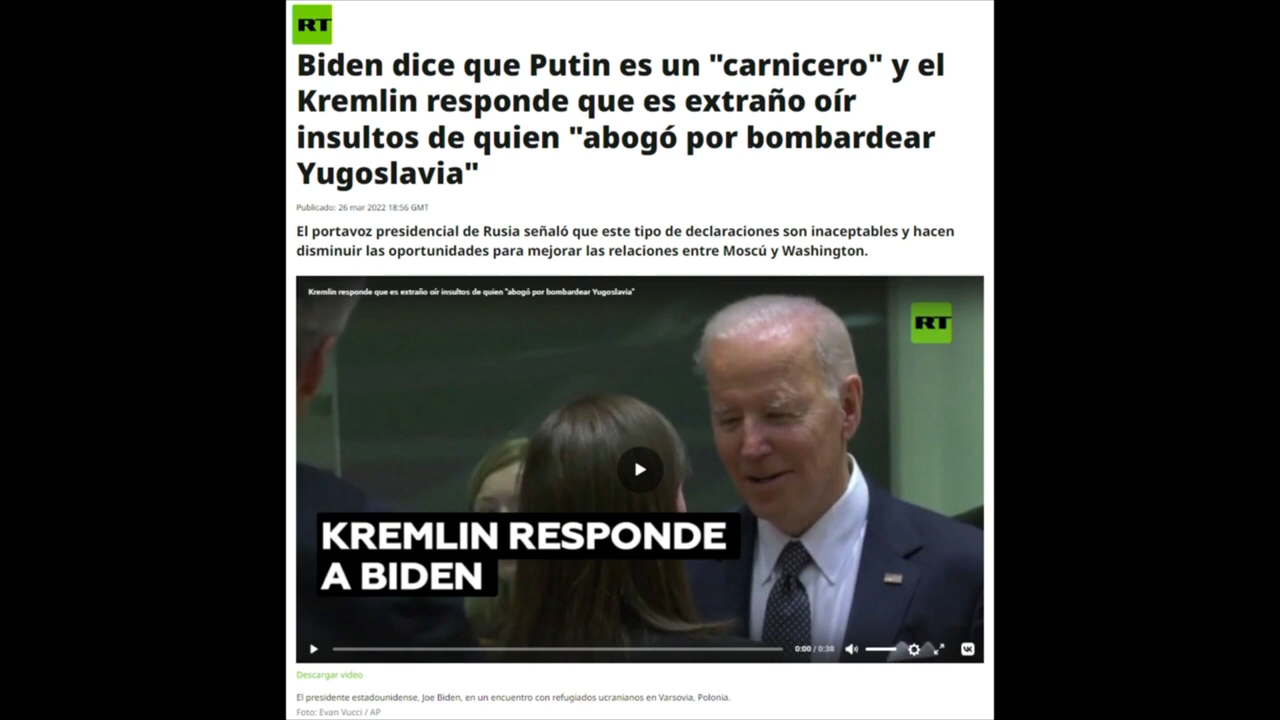 RT
Biden dice que Putin es un "carnicero" y el
Kremlin responde que es extraño oír
insultos de quien "abogó por bombardear
Yugoslavia"
Publicado: 26 mar 2022 18:56 GMT
El portavoz presidencial de Rusia señaló que este tipo de declaraciones son inaceptables y hacen
disminuir las oportunidades para mejorar las relaciones entre Moscú y Washington.
Kremlin responde que es extraño oír insultos de quien "abogó por bombardear Yugoslavia"
RT
KREMLIN RESPONDE
A BIDEN
0:00 / 0:38
Descargar video
El presidente estadounidense, Joe Biden, en un encuentro con refugiados ucranianos en Varsovia, Polonia.
Foto: Evan Vucci / AP